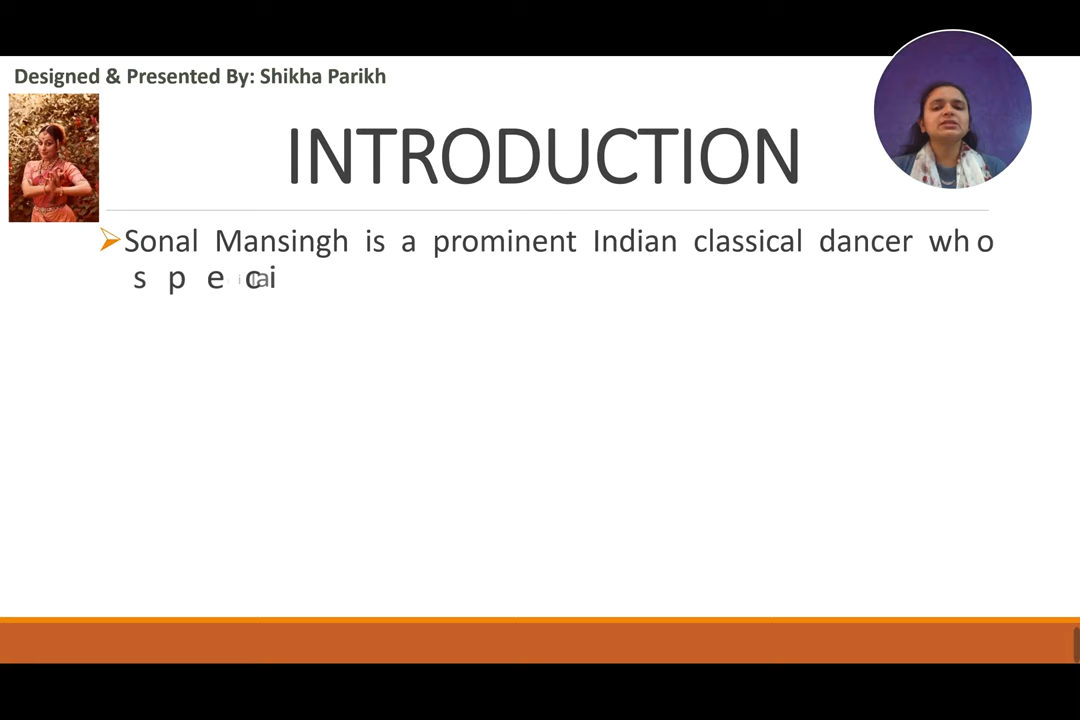 Designed & Presented By: Shikha Parikh
INTRODUCTION
Sonal Mansingh is a prominent Indian classical dancer who